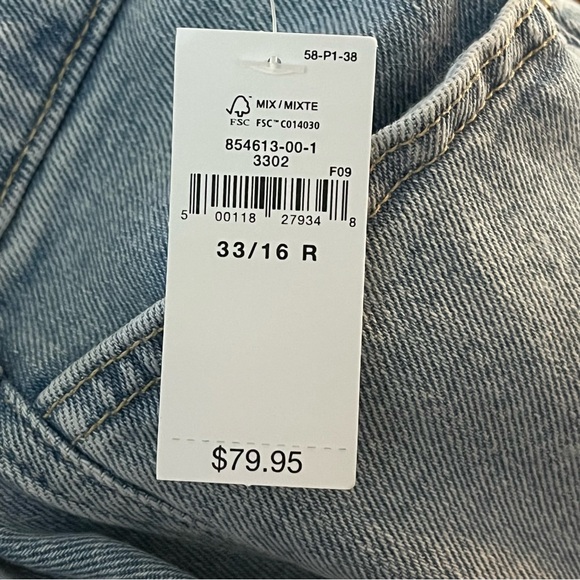 58-P1-38
MIX / MIXTE
FSC FSC™ C014030
854613-00-1
3302
F09
5 00118 27934 8
33/16 R
$79.95